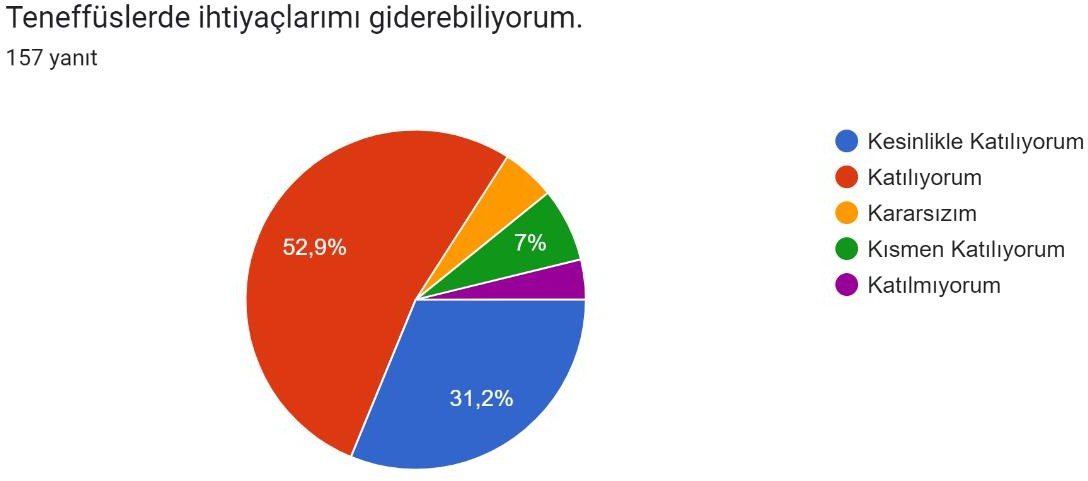 Teneffüslerde ihtiyaçlarımı giderebiliyorum.
157 yanıt
Kesinlikle Katılıyorum
Katılıyorum
Kararsızım
Kısmen Katılıyorum
Katılmıyorum
52,9%
7%
31,2%